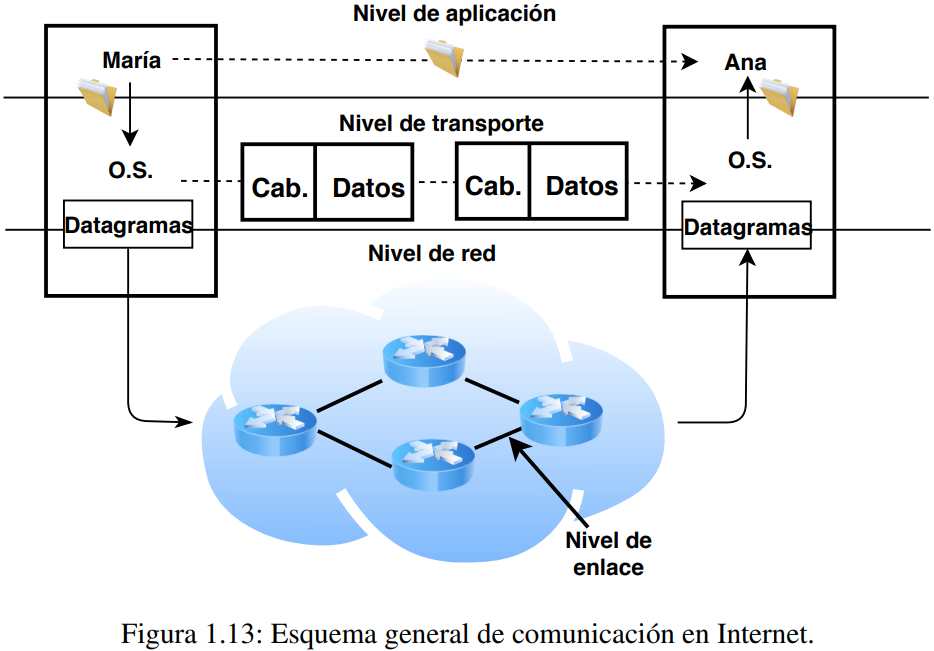 Nivel de aplicación
María
Ana
Nivel de transporte
O.S.
Cab. Datos
Cab. Datos
O.S.
Datagramas
Datagramas
Nivel de red
Nivel de
enlace
Figura 1.13: Esquema general de comunicación en Internet.